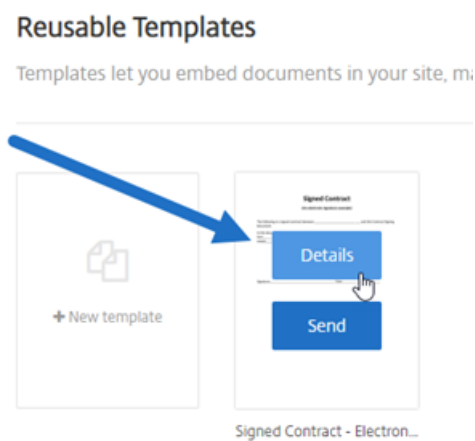 Reusable Templates
Templates let you embed documents in your site, ma
Signed Contract
Details
Send
+ New template
Signed Contract - Electron...